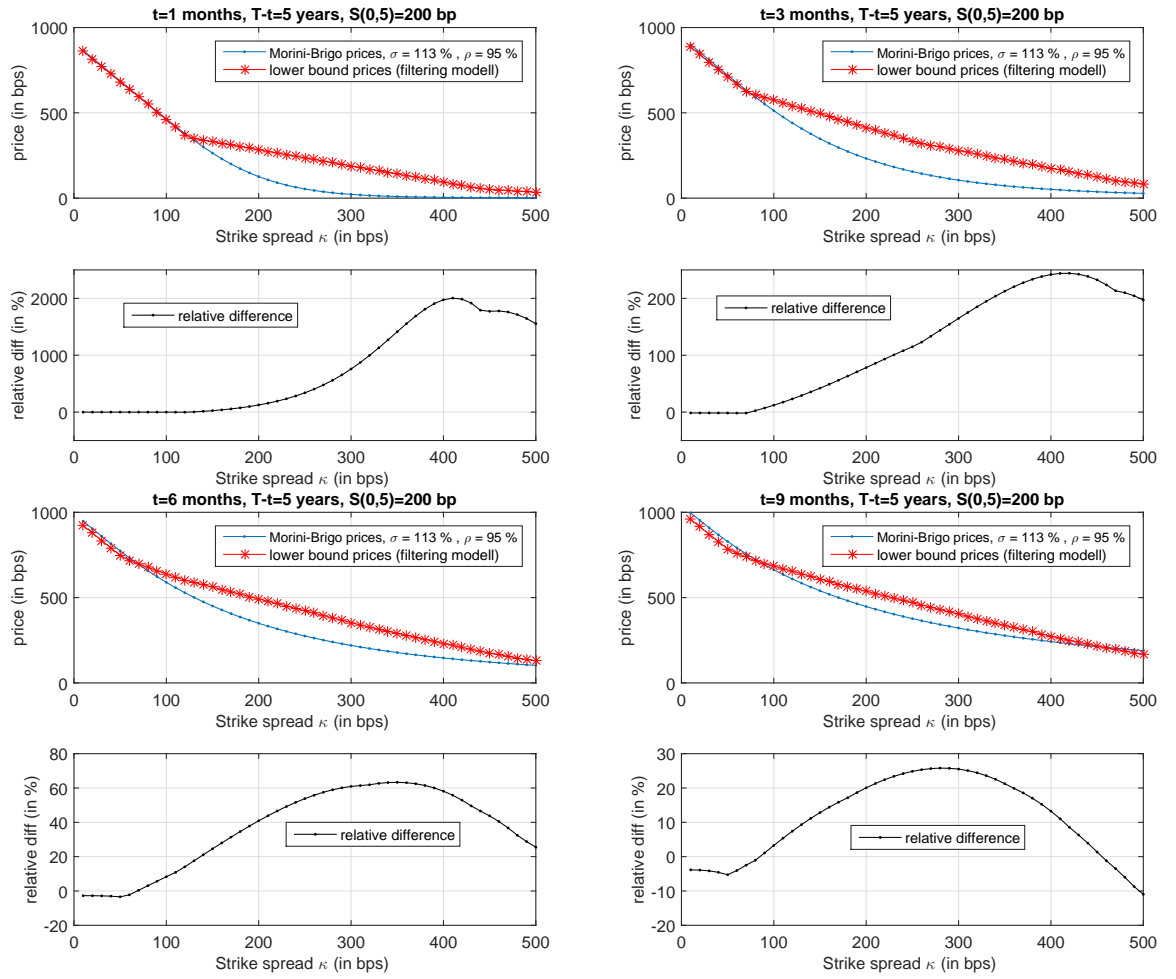 t=1 months, T-t=5 years, S(0,5)=200 bp
1000
500
0
price (in bps)
Morini-Brigo prices, σ = 113 % , ρ = 95 %
lower bound prices (filtering modell)
0 100 200 300 400 500
Strike spread κ (in bps)
2000
1000
0
relative diff (in %)
relative difference
0 100 200 300 400 500
Strike spread κ (in bps)
t=3 months, T-t=5 years, S(0,5)=200 bp
1000
500
0
price (in bps)
Morini-Brigo prices, σ = 113 % , ρ = 95 %
lower bound prices (filtering modell)
0 100 200 300 400 500
Strike spread κ (in bps)
200
100
0
relative diff (in %)
relative difference
0 100 200 300 400 500
Strike spread κ (in bps)
t=6 months, T-t=5 years, S(0,5)=200 bp
1000
500
0
price (in bps)
Morini-Brigo prices, σ = 113 % , ρ = 95 %
lower bound prices (filtering modell)
0 100 200 300 400 500
Strike spread κ (in bps)
80
60
40
20
0
-20
relative diff (in %)
relative difference
0 100 200 300 400 500
Strike spread κ (in bps)
t=9 months, T-t=5 years, S(0,5)=200 bp
1000
500
0
price (in bps)
Morini-Brigo prices, σ = 113 % , ρ = 95 %
lower bound prices (filtering modell)
0 100 200 300 400 500
Strike spread κ (in bps)
30
20
10
0
-10
-20
relative diff (in %)
relative difference
0 100 200 300 400 500
Strike spread κ (in bps)